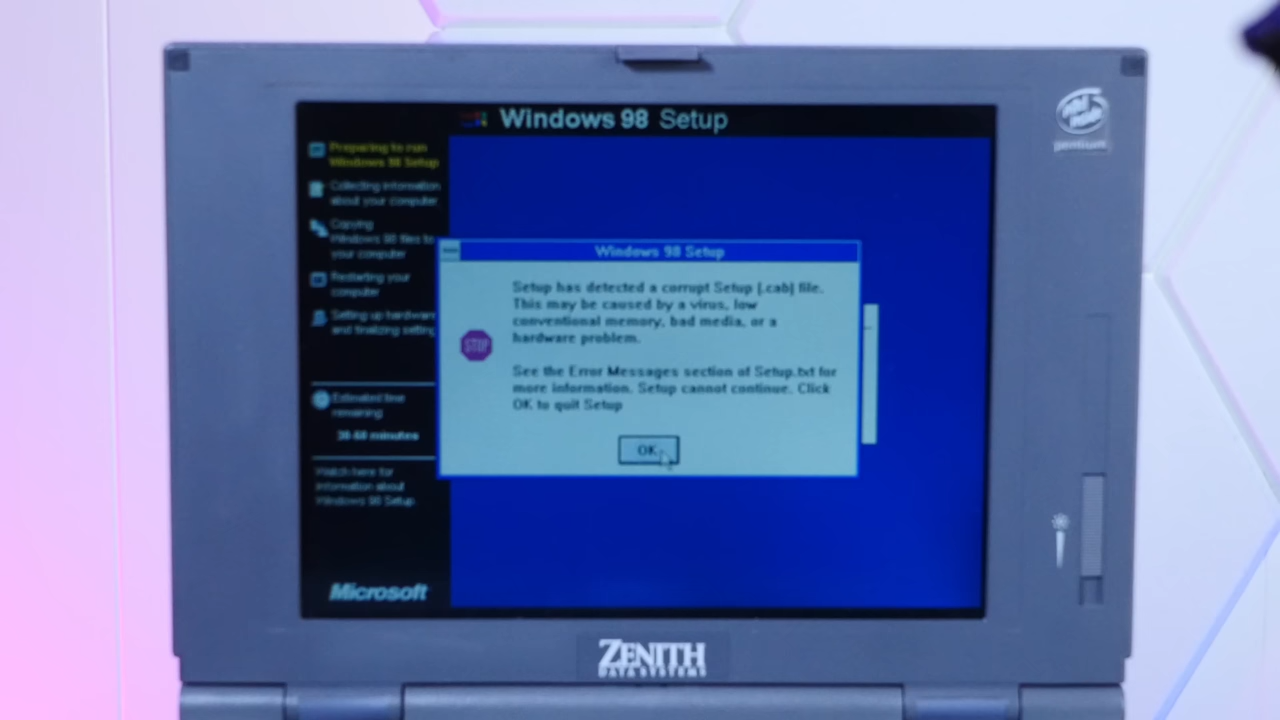 Windows 98 Setup
Preparing to run
Windows 98 Setup
Collecting information
about your computer
Copying
Windows 98 files to
your computer
Restarting your
computer
Setting up hardware
and finalizing setting
Estimated time
remaining:
30-60 minutes
Watch here for
information about
Windows 98 Setup
Microsoft
Windows 98 Setup
Setup has detected a corrupt Setup (.cab) file.
This may be caused by a virus, low
conventional memory, bad media, or a
hardware problem.
STOP
See the Error Messages section of Setup.txt for
more information. Setup cannot continue. Click
OK to quit Setup
OK
intel inside
pentium
ZENITH
DATA SYSTEMS